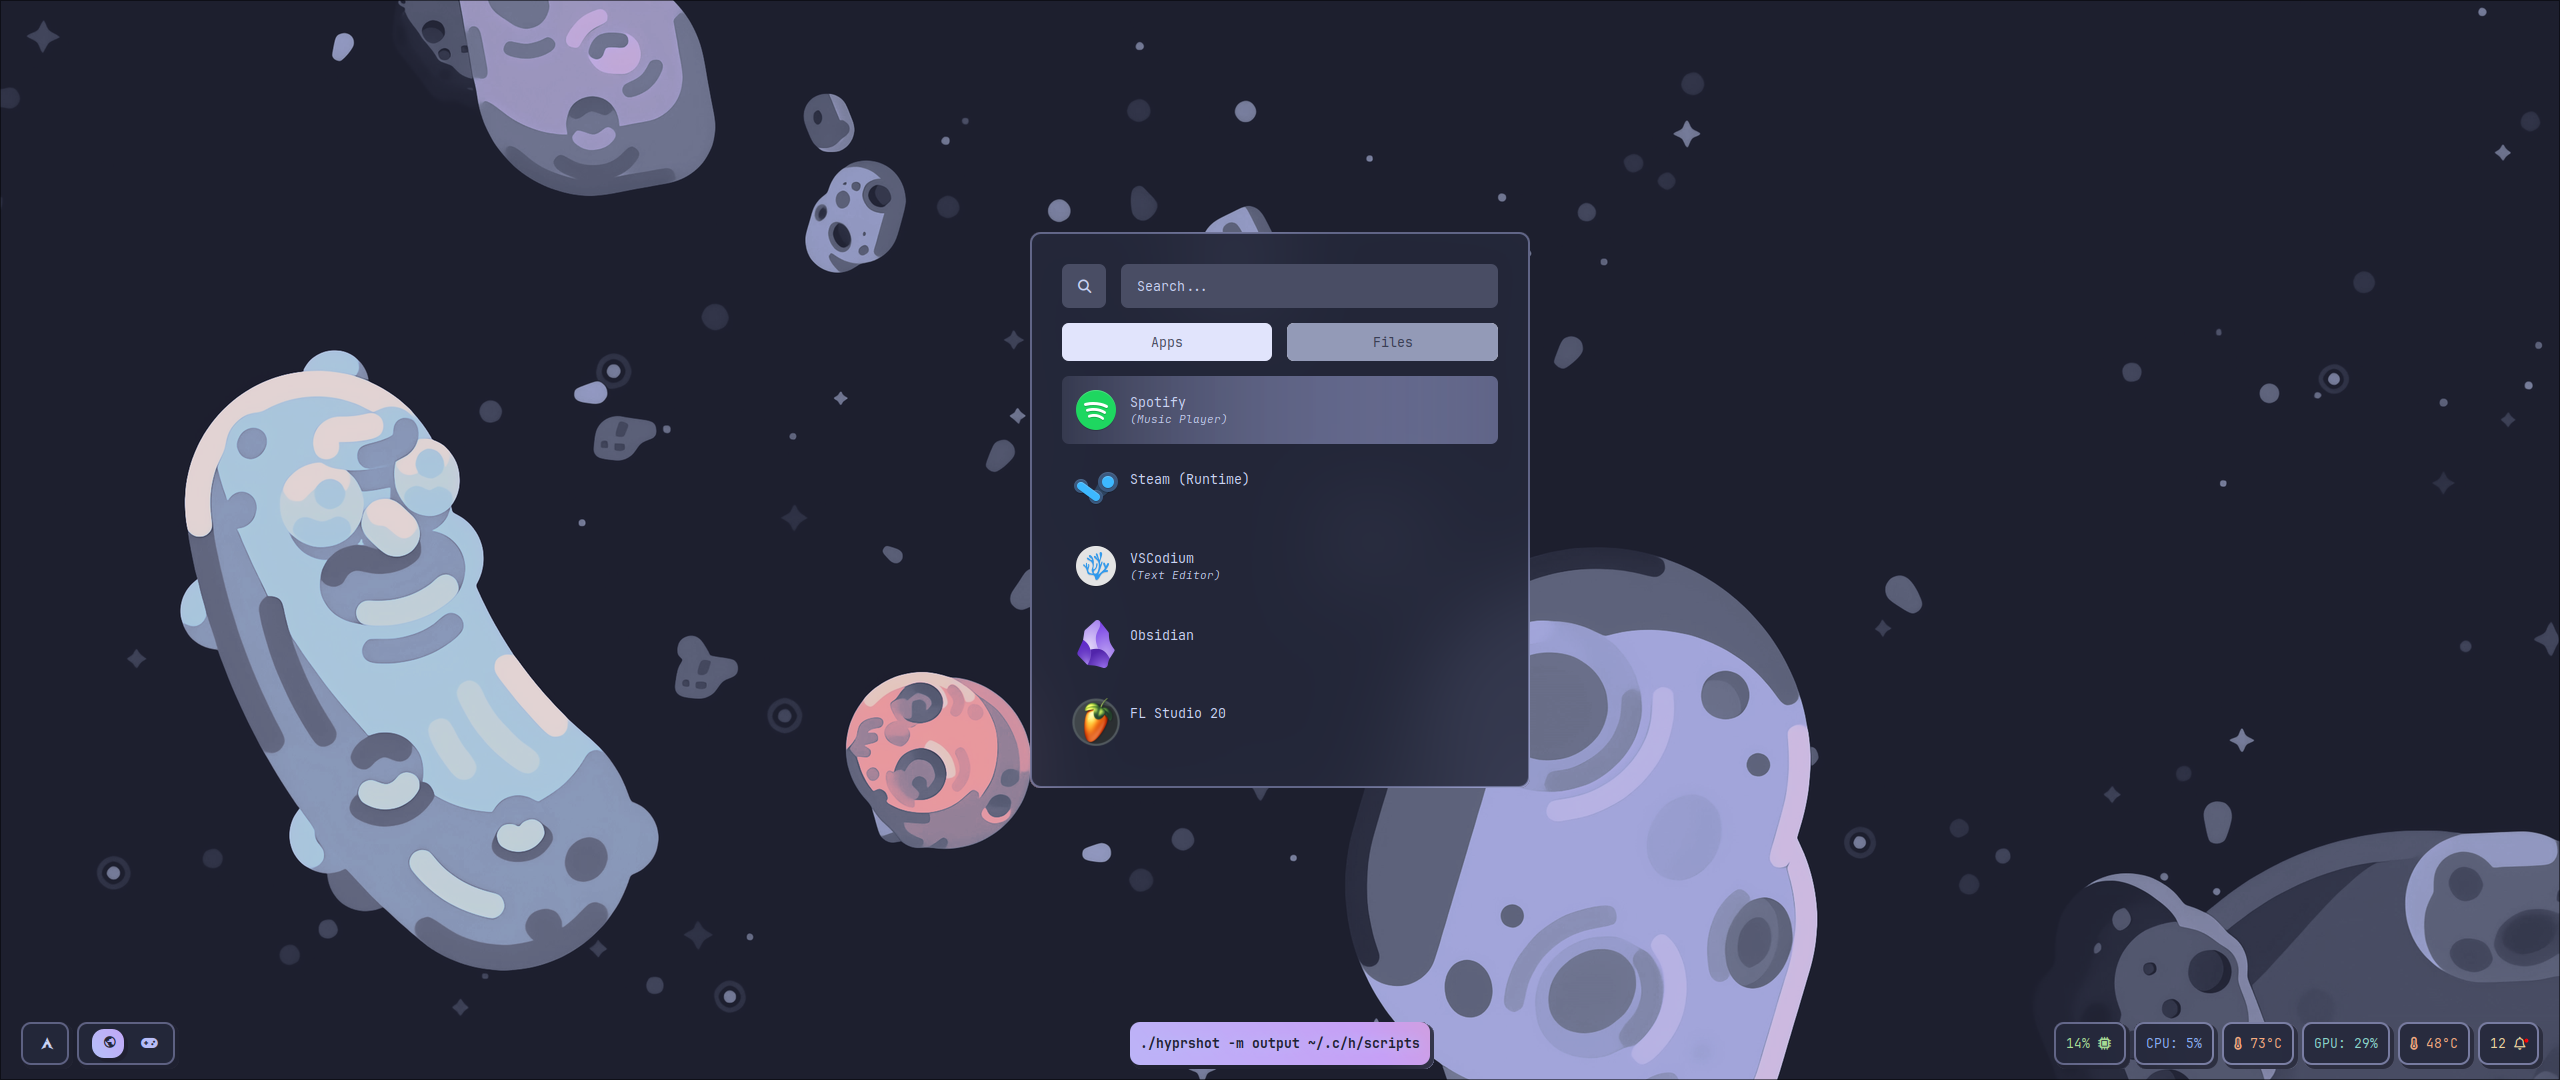 Search...
Apps
Files
Spotify
(Music Player)
Steam (Runtime)
VSCodium
(Text Editor)
Obsidian
FL Studio 20
./hyprshot -m output ~/.c/h/scripts
14%
CPU: 5%
73°C
GPU: 29%
48°C
12